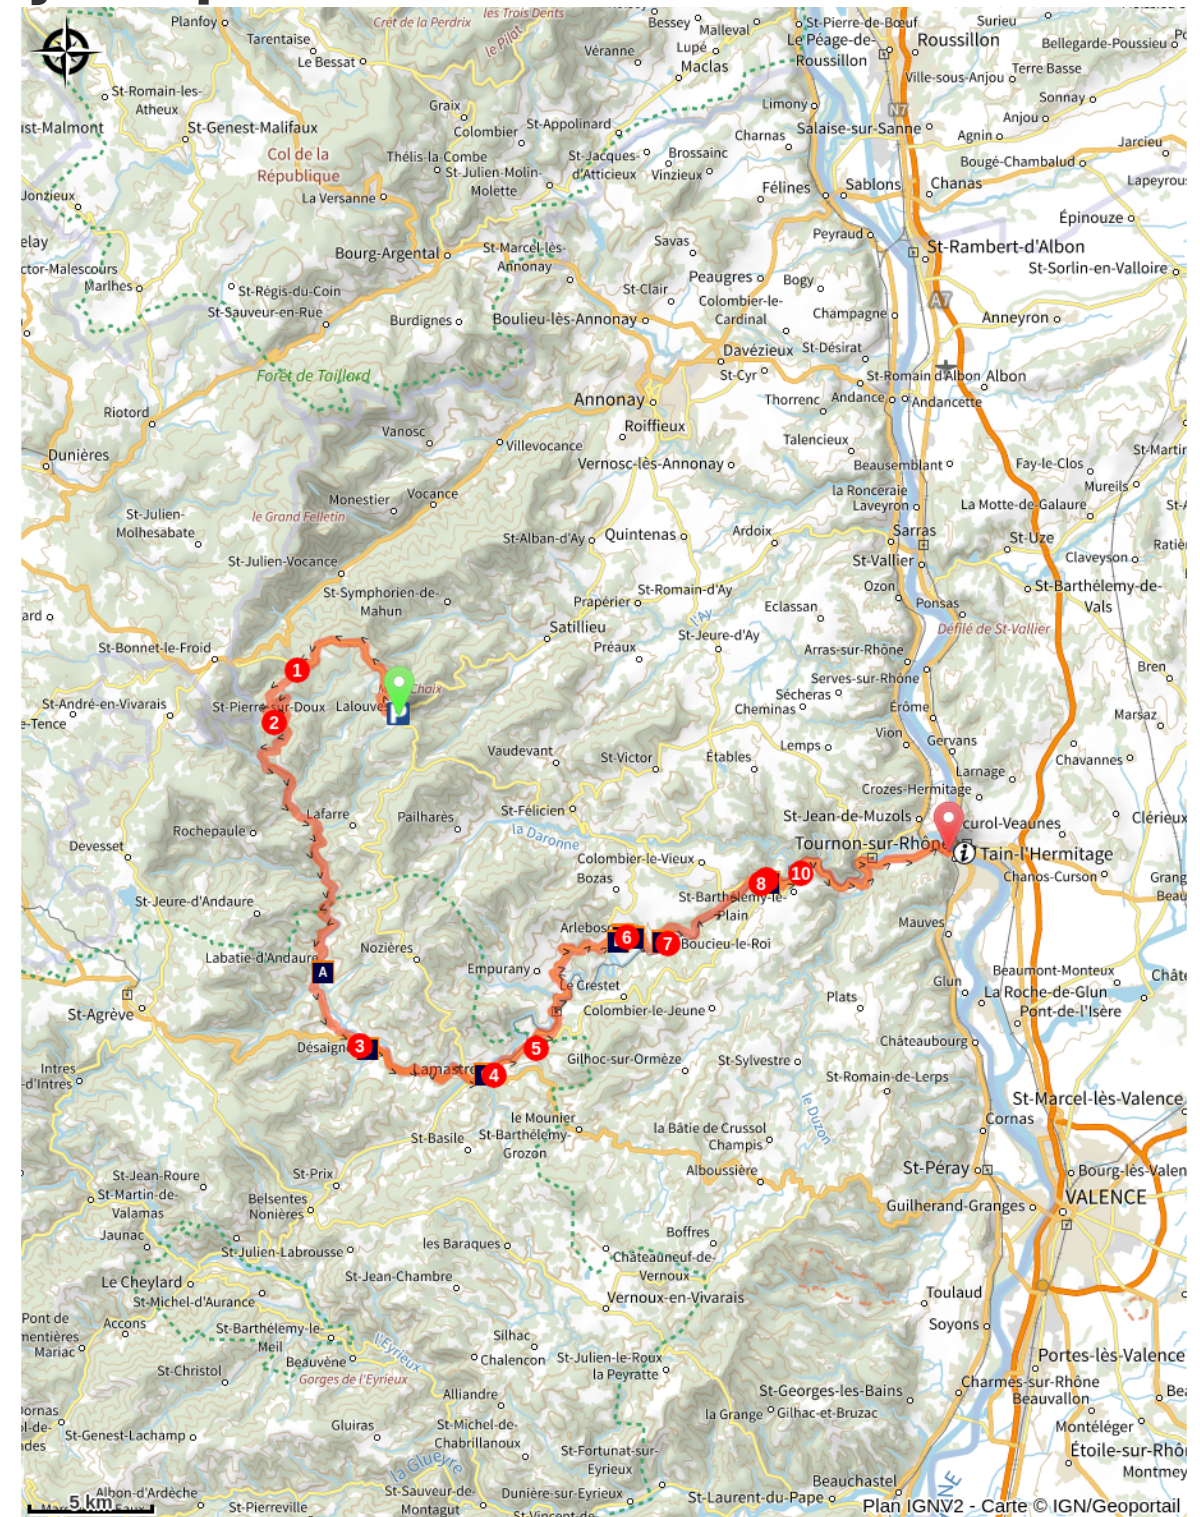 Planfoy
Tarentaise
Le Bessat
Crêt de la Perdrix
les Trois Dents
le Pilat
Bessey
Malleval
Lupé
Maclas
Véranne
St-Pierre-de-Bœuf
Le Péage-de-
Roussillon
Roussillon
Surieu
Bellegarde-Poussieu
Ville-sous-Anjou
Terre Basse
Sonnay
Anjou
Agnin
Jarcieu
St-Romain-les-
Atheux
St-Genest-Malifaux
Graix
Colombier
St-Appolinard
Limony
N7
Salaise-sur-Sanne
Charnas
Bougé-Chambalud
Col de la
République
Thélis-la-Combe
St-Julien-Molin-
Molette
St-Jacques-
d'Atticieux
Brossainc
Vinzieux
Félines
Sablons
Chanas
Jonzieux
La Versanne
Épinouze
Peyraud
St-Rambert-d'Albon
Bourg-Argental
St-Marcel-lès-
Annonay
Savas
Peaugres
Bogy
St-Sorlin-en-Valloire
Marlhes
St-Régis-du-Coin
St-Sauveur-en-Rue
St-Clair
Colombier-le-
Cardinal
Champagne
A7
Anneyron
Burdignes
Boulieu-lès-Annonay
Davézieux
St-Désirat
St-Cyr
Forêt de Taillard
St-Romain d'Albon
Albon
Annonay
Thorrenc
Andance
Andancette
Riotord
Roiffieux
Vanosc
Villevocance
Talencieux
Dunières
Vernosc-lès-Annonay
Beausemblant
Fay-le-Clos
Mureils
Monestier
Vocance
la Ronceraie
Laveyron
La Motte-de-Galaure
St-Julien-
Molhesabate
le Grand Felletin
St-Alban-d'Ay
Quintenas
Ardoix
Sarras
St-Uze
Claveyson
St-Julien-Vocance
St-Vallier
St-Symphorien-de-
Mahun
Prapérier
St-Romain-d'Ay
l'Ay
Eclassan
Ozon
Ponsas
St-Barthélemy-de-
Vals
Satillieu
Préaux
St-Jeure-d'Ay
Défilé de St-Vallier
St-Bonnet-le-Froid
1
Arras-sur-Rhône
Serves-sur-Rhône
Bren
St-André-en-Vivarais
St-Pierre-sur-Doux
2
P
Sécheras
Cheminas
Érôme
Marsaz
Vion
Gervans
Vaudevant
St-Victor
Étables
Lemps
Larnage
Chavannes
Crozes-Hermitage
Lafarre
Pailharès
St-Félicien
St-Jean-de-Muzols
Clérieux
Rochepaule
la Daronne
Tournon-sur-Rhône
Tain-l'Hermitage
Devesset
Colombier-le-Vieux
Bozas
8
10
Chanos-Curson
St-Jeure-d'Andaure
St-Barthélemy-le-
Plain
Mauves
Labatie-d'Andaure
A
Nozières
6
7
Boucieu-le-Roi
Empurany
Le Crestet
Glun
Beaumont-Monteux
La Roche-de-Glun
Pont-de-l'Isère
St-Agrève
Colombier-le-Jeune
Plats
3
5
Gilhoc-sur-Ormèze
St-Sylvestre
Châteaubourg
Intres
Lamastre
4
St-Romain-de-Lerps
le Duzon
St-Marcel-lès-Valence
le Mounier
Cornas
St-Basile
St-Barthélemy-
Grozon
la Bâtie de Crussol
Champis
St-Jean-Roure
St-Prix
Alboussière
St-Péray
St-Martin-de-
Valamas
Belsentes
Nonières
Guilherand-Granges
VALENCE
Jaunac
St-Julien-Labrousse
les Baraques
Boffres
Châteauneuf-de-
Vernoux
Le Cheylard
St-Jean-Chambre
St-Michel-d'Aurance
Vernoux-en-Vivarais
Toulaud
Accons
Soyons
St-Barthélemy-le-
Meil
l'Eyrieux
Beauvène
Silhac
Chalencon
St-Julien-le-Roux
la Peyratte
Portes-lès-Valence
St-Christol
Gorges de l'Eyrieux
St-Georges-les-Bains
Charmes-sur-Rhône
Beauvallon
Alliandre
la Grange
Gilhac-et-Bruzac
Montéléger
St-Genest-Lachamp
Gluiras
St-Michel-de-
Chabrillanoux
St-Fortunat-sur-
Eyrieux
la Glueyre
Albon-d'Ardèche
St-Pierreville
St-Sauveur-de-
Montagut
Dunière-sur-Eyrieux
St-Laurent-du-Pape
Beauchastel
5 km
Plan IGNV2 - Carte © IGN/Geoportail